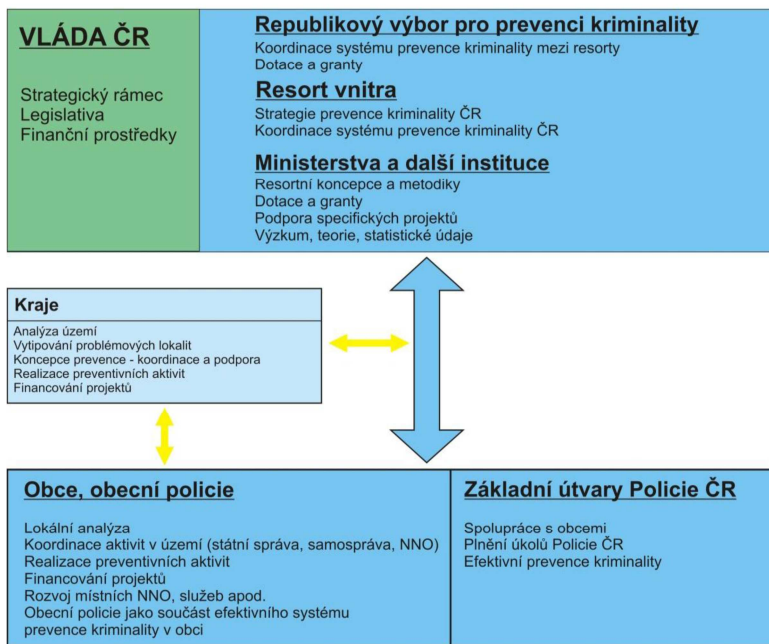 VLÁDA ČR
Strategický rámec
Legislativa
Finanční prostředky
Republikový výbor pro prevenci kriminality
Koordinace systému prevence kriminality mezi resorty
Dotace a granty
Resort vnitra
Strategie prevence kriminality ČR
Koordinace systému prevence kriminality ČR
Ministerstva a další instituce
Resortní koncepce a metodiky
Dotace a granty
Podpora specifických projektů
Výzkum, teorie, statistické údaje
Kraje
Analýza území
Vytipování problémových lokalit
Koncepce prevence - koordinace a podpora
Realizace preventivních aktivit
Financování projektů
Obce, obecní policie
Lokální analýza
Koordinace aktivit v území (státní správa, samospráva, NNO)
Realizace preventivních aktivit
Financování projektů
Rozvoj místních NNO, služeb apod.
Obecní policie jako součást efektivního systému
prevence kriminality v obci
Základní útvary Policie ČR
Spolupráce s obcemi
Plnění úkolů Policie ČR
Efektivní prevence kriminality